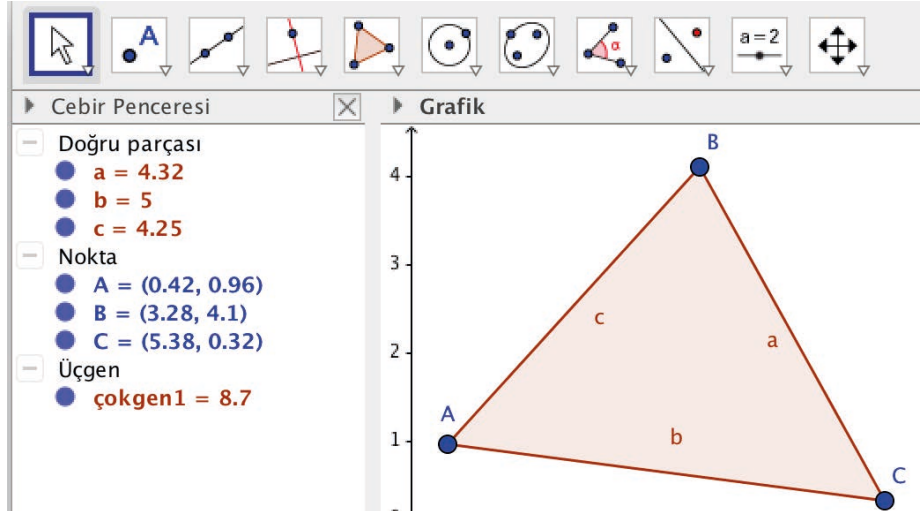 A
α
a=2
Cebir Penceresi
Grafik
Doğru parçası
a = 4.32
b = 5
c = 4.25
Nokta
A = (0.42, 0.96)
B = (3.28, 4.1)
C = (5.38, 0.32)
Üçgen
çokgen1 = 8.7
B
4
3
c
a
2
A
1
b
C